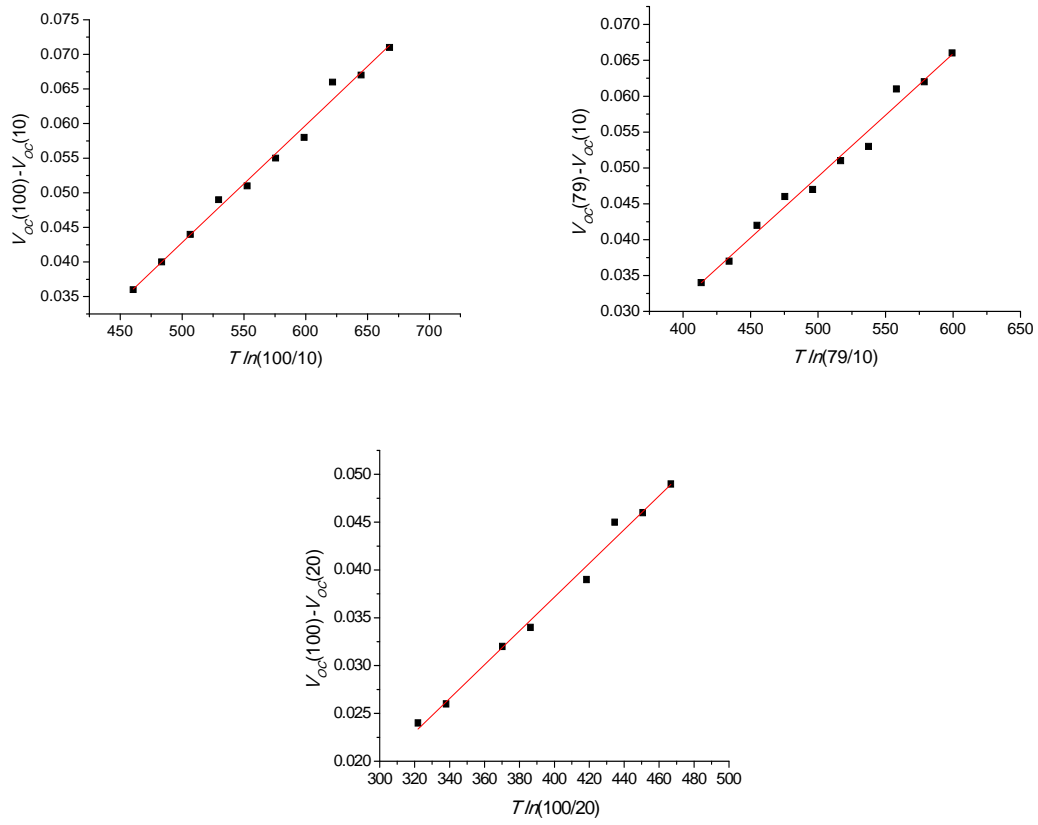 0.075
0.070
0.065
0.060
0.055
0.050
0.045
0.040
0.035
450 500 550 600 650 700
V_OC(100)-V_OC(10)
T ln(100/10)
0.070
0.065
0.060
0.055
0.050
0.045
0.040
0.035
0.030
400 450 500 550 600 650
V_OC(79)-V_OC(10)
T ln(79/10)
0.050
0.045
0.040
0.035
0.030
0.025
0.020
300 320 340 360 380 400 420 440 460 480 500
V_OC(100)-V_OC(20)
T ln(100/20)